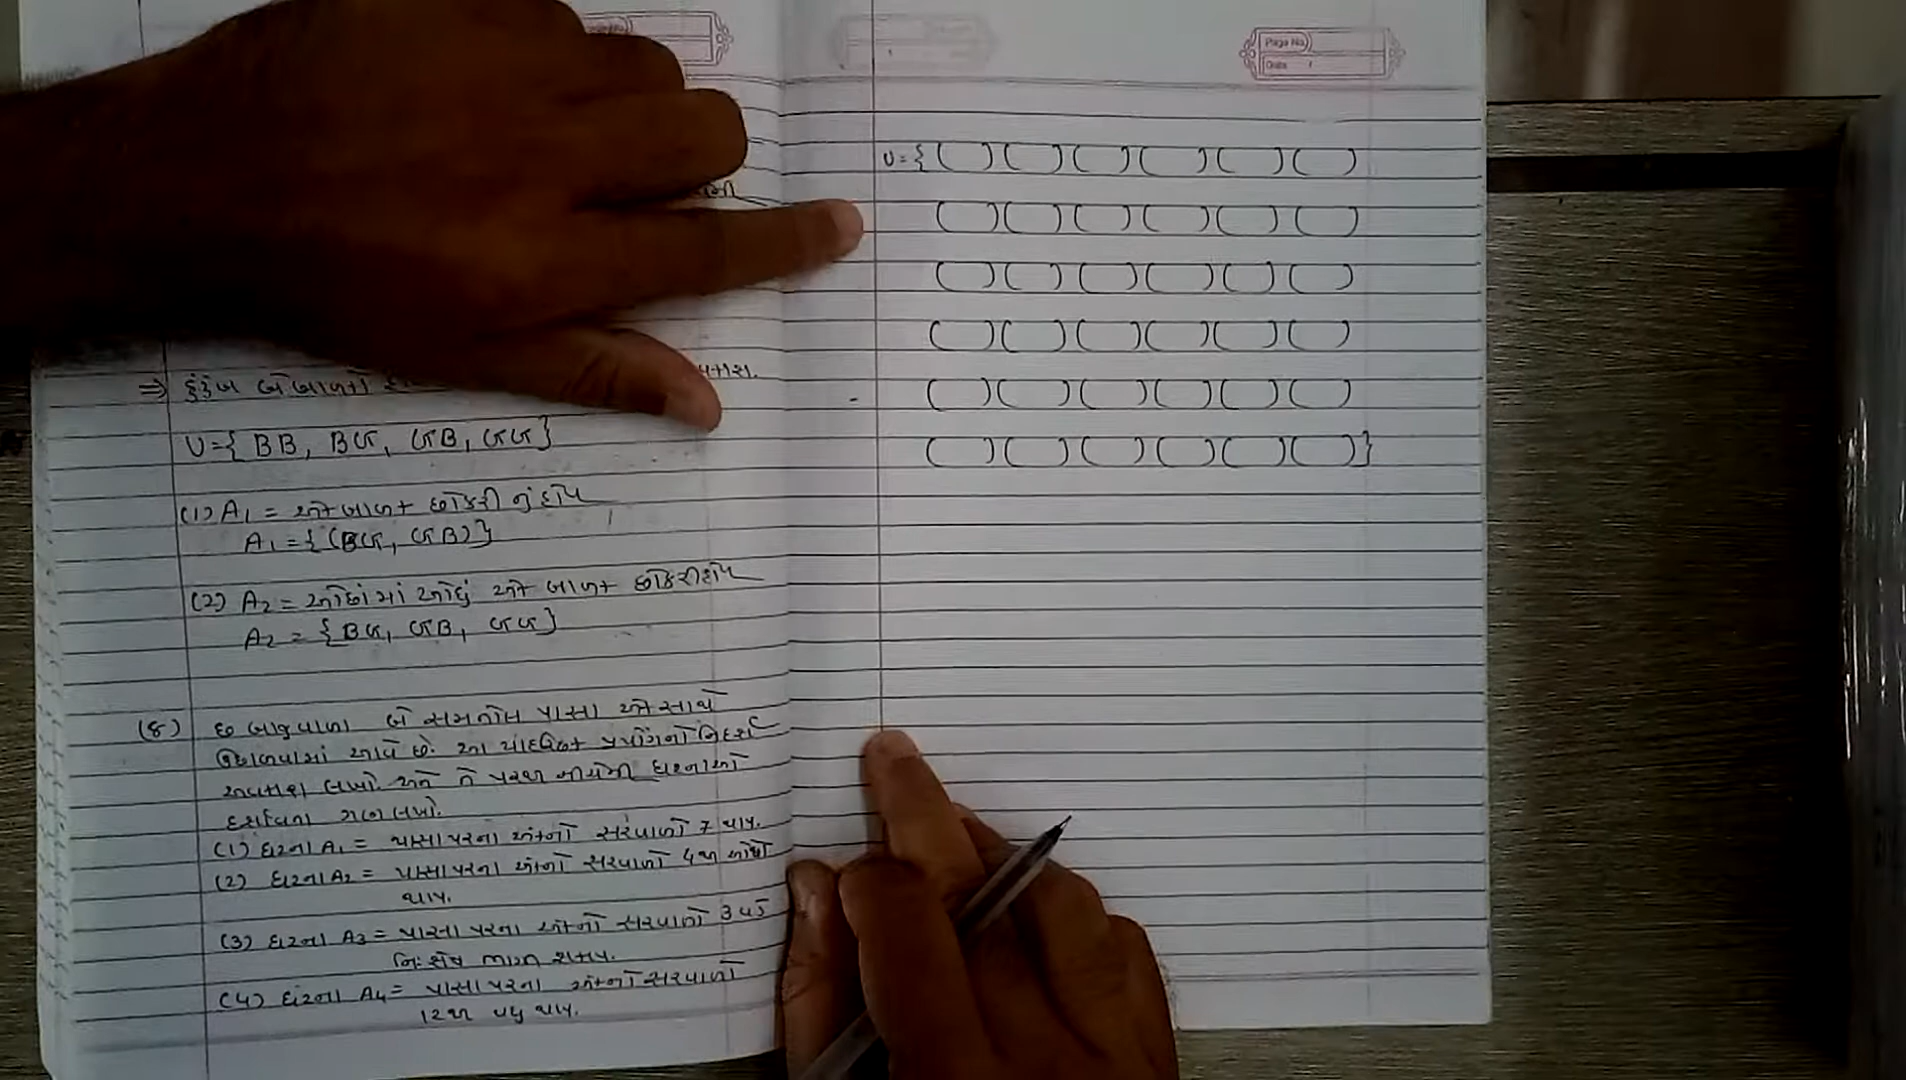 ⇒ કુટુંબ બે બાળકો
U={ BB, BG, GB, GG}
(1) A₁ = એક બાળક છોકરી નું હોય
A₁ = {(BG, GB)}
(2) A₂ = ઓછાંમાં ઓછું એક બાળક છોકરી હોય
A₂ = {BG, GB, GG}
(8) છ બાજુવાળા બે સમતોલ પાસા એક સાથે
ઉછાળવામાં આવે છે. આ યાદચ્છિક પ્રયોગનો નિદર્શ
અવકાશ લખો. અને તે પરથી નીચેની ઘટનાઓ
દર્શાવતા ગણ લખો.
(1) ઘટના A₁ = પાસા પરના અંકનો સરવાળો 7 થાય.
(2) ઘટના A₂ = પાસા પરના અંકનો સરવાળો 4થી ઓછો
થાય.
(3) ઘટના A₃ = પાસા પરના અંકનો સરવાળો 3 વડે
નિઃશેષ ભાગી શકાય.
(4) ઘટના A₄ = પાસા પરના અંકનો સરવાળો
12થી વધુ થાય.
Page No.
Date /
U = { ( ) ( ) ( ) ( ) ( ) ( )
( ) ( ) ( ) ( ) ( ) ( )
( ) ( ) ( ) ( ) ( ) ( )
( ) ( ) ( ) ( ) ( ) ( )
( ) ( ) ( ) ( ) ( ) ( )
( ) ( ) ( ) ( ) ( ) ( ) }